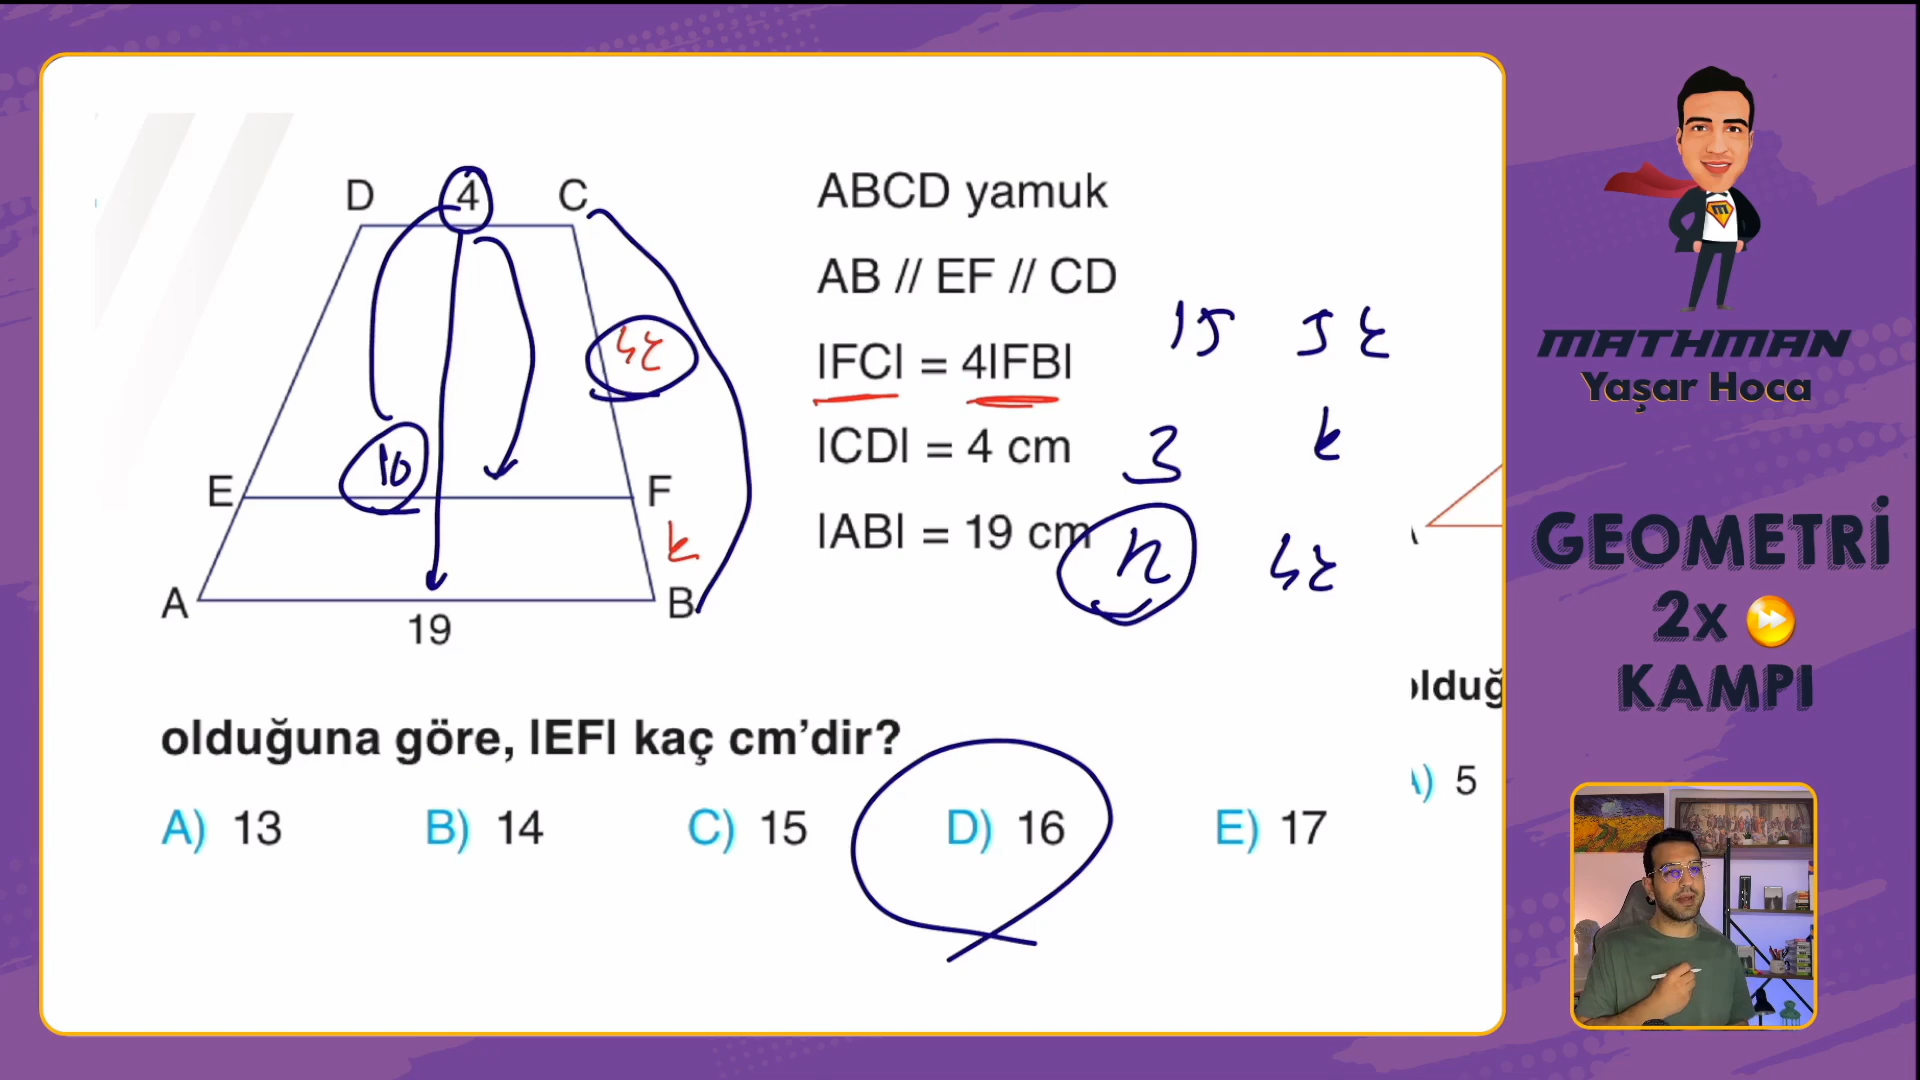 D 4 C
ABCD yamuk
AB // EF // CD
15 5k
4k
|FC| = 4|FB|
|CD| = 4 cm
3 k
E F
|AB| = 19 cm
12 4k
k
A B
19
olduğuna göre, |EF| kaç cm’dir?
A) 13 B) 14 C) 15 D) 16 E) 17
olduğ
A) 5
m
MATHMAN
Yaşar Hoca
GEOMETRİ
2x
KAMPI